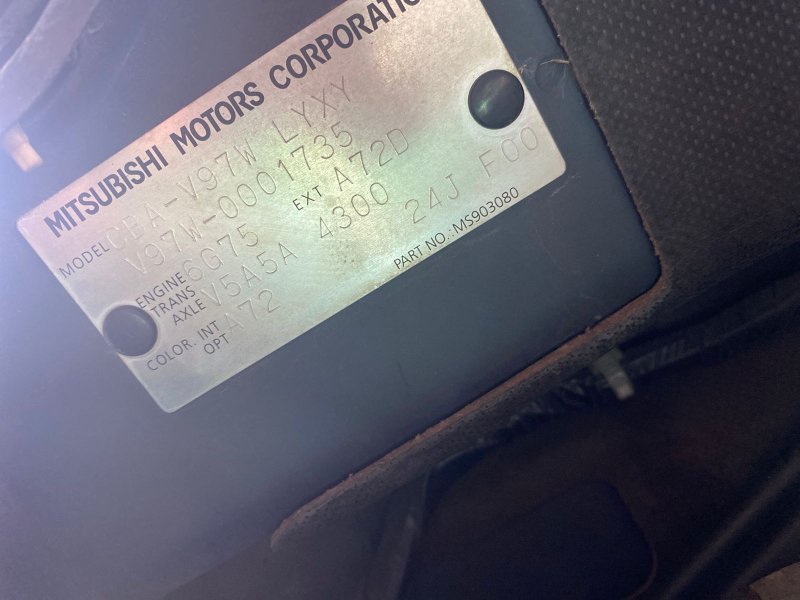 MITSUBISHI MOTORS CORPORATIO
MODEL CBA-V97W LYXY
V97W-0001735
ENGINE 6G75 EXT A72D
TRANS AXLE V5A5A 4300
COLOR. INT OPT A72 24J F00
PART NO.:MS903080